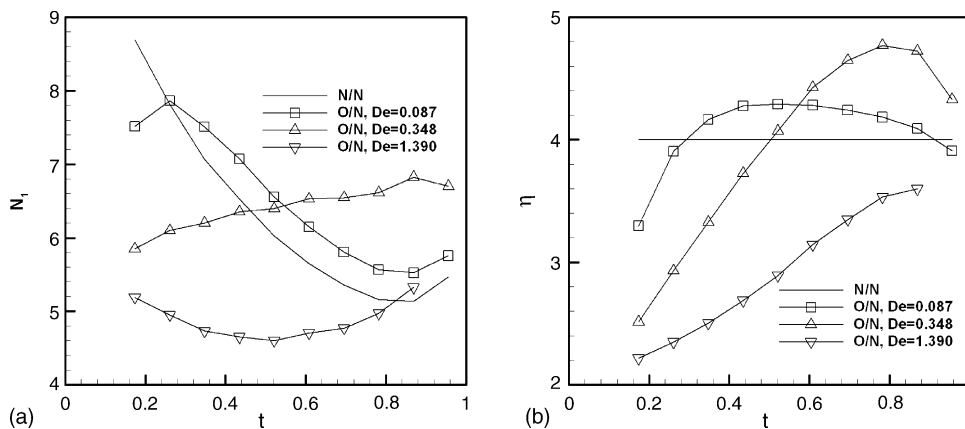 9
8
7
6
5
4
N1
0
0.2
0.4
0.6
0.8
1
t
(a)
N/N
O/N, De=0.087
O/N, De=0.348
O/N, De=1.390
5
4
3
2
η
0
0.2
0.4
0.6
0.8
1
t
(b)
N/N
O/N, De=0.087
O/N, De=0.348
O/N, De=1.390